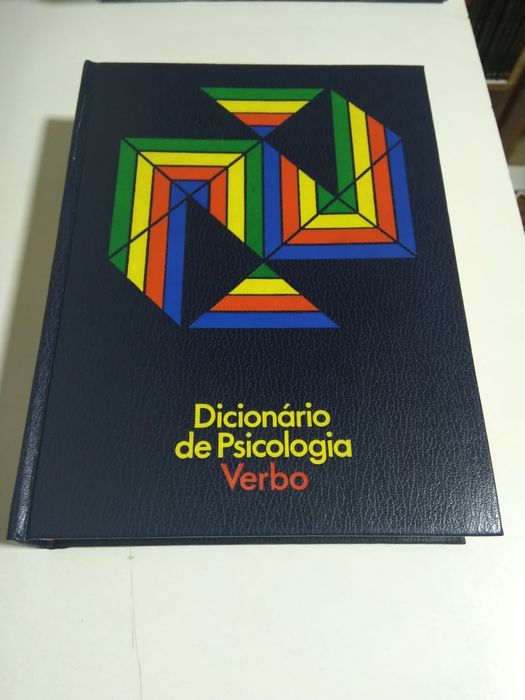 Dicionário
de Psicologia
Verbo